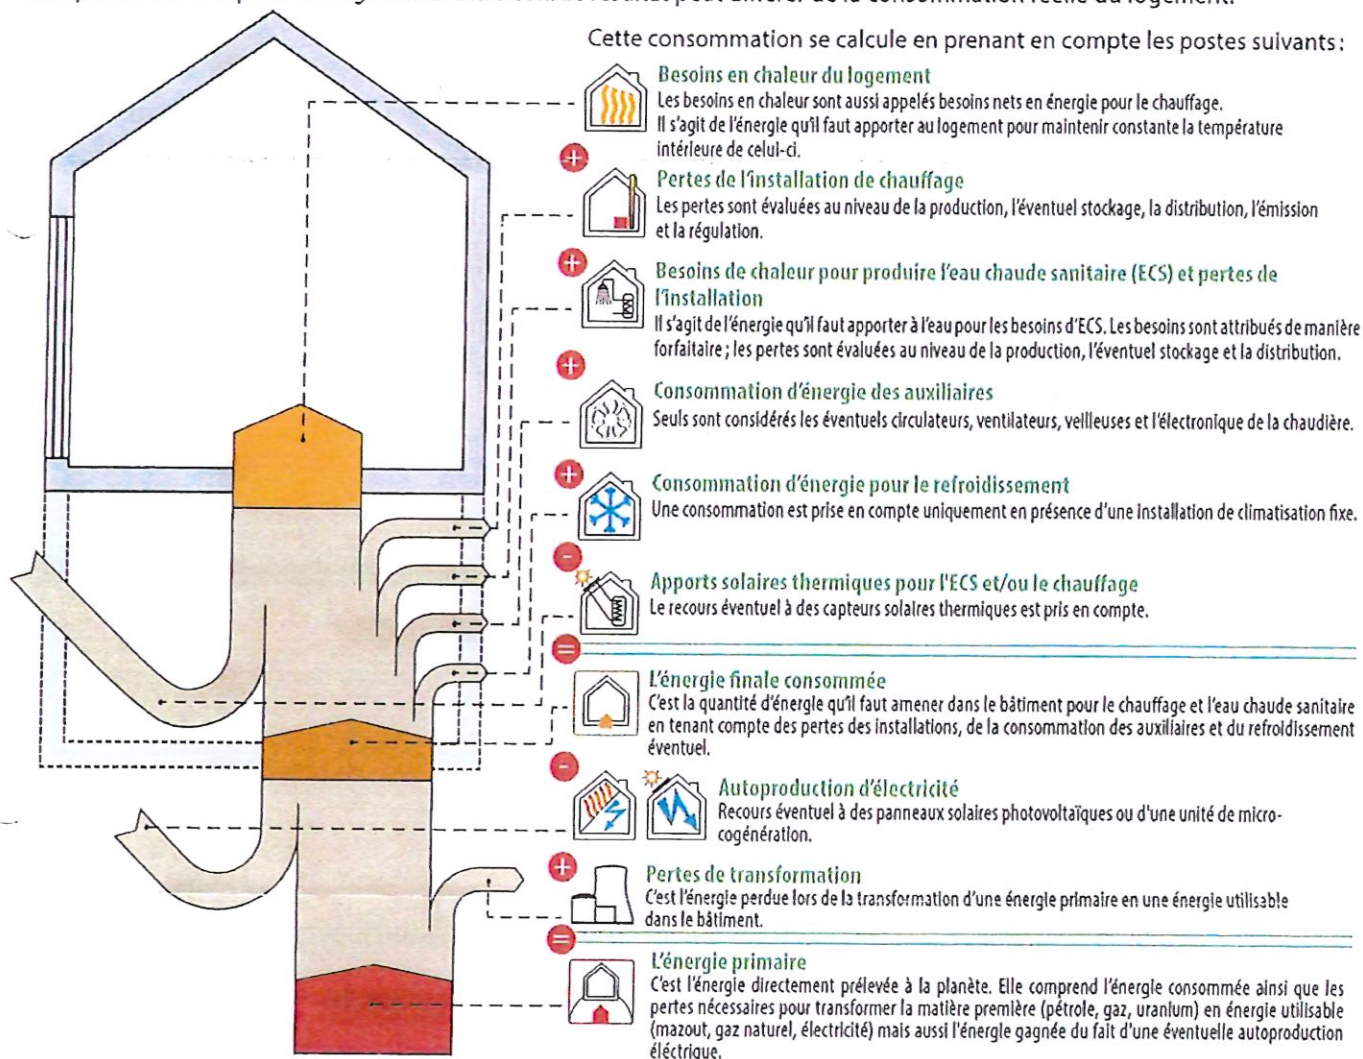 de la consommation réelle du logement.
Cette consommation se calcule en prenant en compte les postes suivants :
Besoins en chaleur du logement
Les besoins en chaleur sont aussi appelés besoins nets en énergie pour le chauffage.
Il s'agit de l'énergie qu'il faut apporter au logement pour maintenir constante la température
intérieure de celui-ci.
+
Pertes de l'installation de chauffage
Les pertes sont évaluées au niveau de la production, l'éventuel stockage, la distribution, l'émission
et la régulation.
+
Besoins de chaleur pour produire l'eau chaude sanitaire (ECS) et pertes de
l'installation
Il s'agit de l'énergie qu'il faut apporter à l'eau pour les besoins d'ECS. Les besoins sont attribués de manière
forfaitaire ; les pertes sont évaluées au niveau de la production, l'éventuel stockage et la distribution.
+
Consommation d'énergie des auxiliaires
Seuls sont considérés les éventuels circulateurs, ventilateurs, veilleuses et l'électronique de la chaudière.
+
Consommation d'énergie pour le refroidissement
Une consommation est prise en compte uniquement en présence d'une installation de climatisation fixe.
-
Apports solaires thermiques pour l'ECS et/ou le chauffage
Le recours éventuel à des capteurs solaires thermiques est pris en compte.
=
L'énergie finale consommée
C'est la quantité d'énergie qu'il faut amener dans le bâtiment pour le chauffage et l'eau chaude sanitaire
en tenant compte des pertes des installations, de la consommation des auxiliaires et du refroidissement
éventuel.
-
Autoproduction d'électricité
Recours éventuel à des panneaux solaires photovoltaïques ou d'une unité de micro-
cogénération.
+
Pertes de transformation
C'est l'énergie perdue lors de la transformation d'une énergie primaire en une énergie utilisable
dans le bâtiment.
=
L'énergie primaire
C'est l'énergie directement prélevée à la planète. Elle comprend l'énergie consommée ainsi que les
pertes nécessaires pour transformer la matière première (pétrole, gaz, uranium) en énergie utilisable
(mazout, gaz naturel, électricité) mais aussi l'énergie gagnée du fait d'une éventuelle autoproduction
électrique.